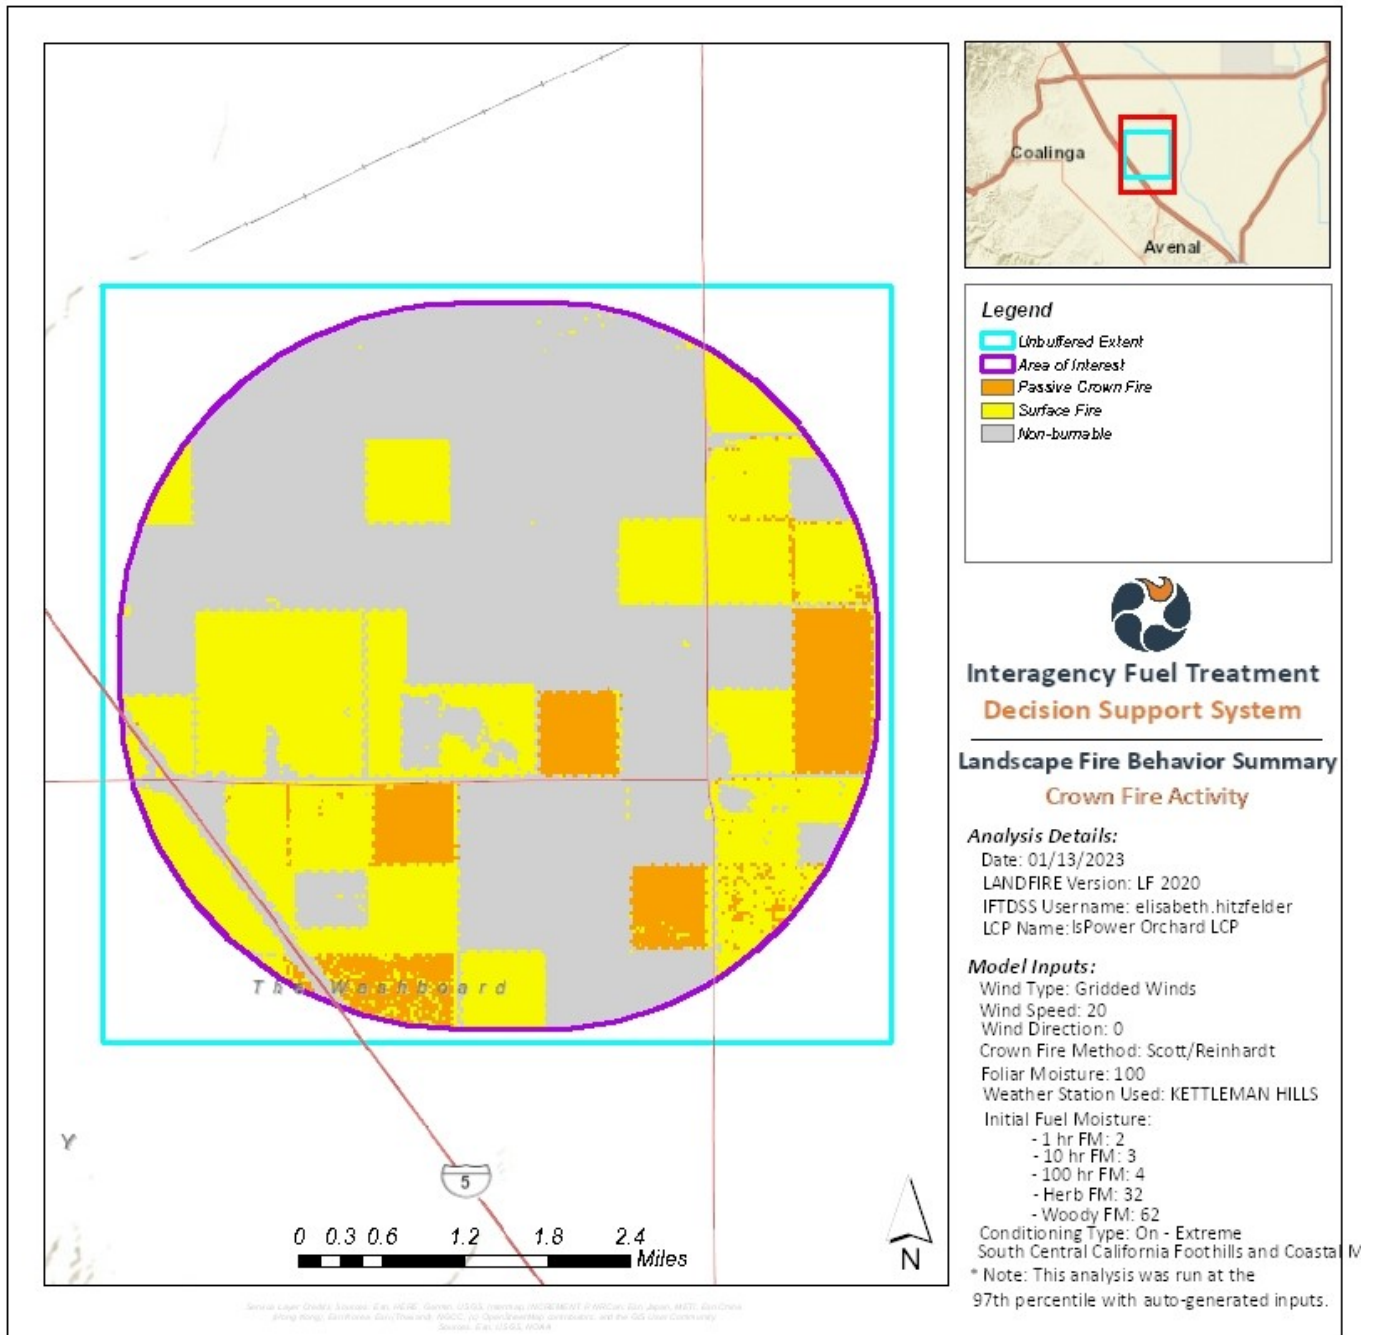 Coalinga
Avenal
Legend
Unbuffered Extent
Area of Interest
Passive Crown Fire
Surface Fire
Non-burnable
Interagency Fuel Treatment
Decision Support System
Landscape Fire Behavior Summary
Crown Fire Activity
Analysis Details:
Date: 01/13/2023
LANDFIRE Version: LF 2020
IFTDSS Username: elisabeth.hitzfelder
LCP Name: IsPower Orchard LCP
Model Inputs:
Wind Type: Gridded Winds
Wind Speed: 20
Wind Direction: 0
Crown Fire Method: Scott/Reinhardt
Foliar Moisture: 100
Weather Station Used: KETTLEMAN HILLS
Initial Fuel Moisture:
- 1 hr FM: 2
- 10 hr FM: 3
- 100 hr FM: 4
- Herb FM: 32
- Woody FM: 62
Conditioning Type: On - Extreme
South Central California Foothills and Coastal M
* Note: This analysis was run at the
97th percentile with auto-generated inputs.
The Washboard
Y
5
0 0.3 0.6 1.2 1.8 2.4
Miles
N